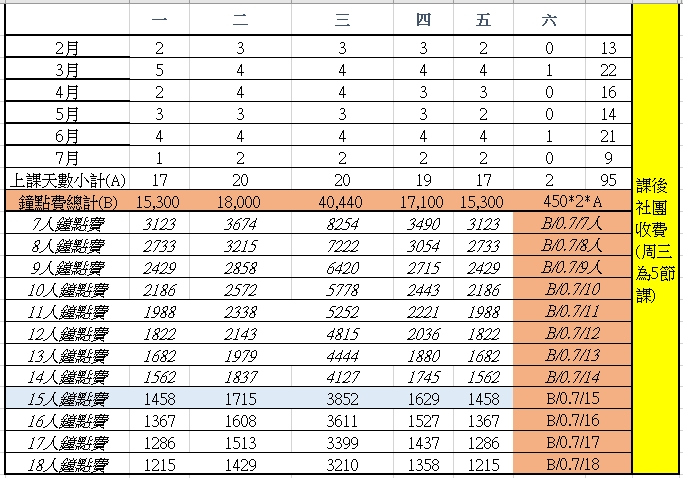 一 二 三 四 五 六
2月 2 3 3 3 2 0 13
3月 5 4 4 4 4 1 22
4月 2 4 4 3 3 0 16
5月 3 3 3 3 2 0 14
6月 4 4 4 4 4 1 21
7月 1 2 2 2 2 0 9
上課天數小計(A) 17 20 20 19 17 2 95
鐘點費總計(B) 15,300 18,000 40,440 17,100 15,300 450*2*A
7人鐘點費 3123 3674 8254 3490 3123 B/0.7/7人
8人鐘點費 2733 3215 7222 3054 2733 B/0.7/8人
9人鐘點費 2429 2858 6420 2715 2429 B/0.7/9人
10人鐘點費 2186 2572 5778 2443 2186 B/0.7/10
11人鐘點費 1988 2338 5252 2221 1988 B/0.7/11
12人鐘點費 1822 2143 4815 2036 1822 B/0.7/12
13人鐘點費 1682 1979 4444 1880 1682 B/0.7/13
14人鐘點費 1562 1837 4127 1745 1562 B/0.7/14
15人鐘點費 1458 1715 3852 1629 1458 B/0.7/15
16人鐘點費 1367 1608 3611 1527 1367 B/0.7/16
17人鐘點費 1286 1513 3399 1437 1286 B/0.7/17
18人鐘點費 1215 1429 3210 1358 1215 B/0.7/18
課後
社團
收費
(周三
為5節
課)